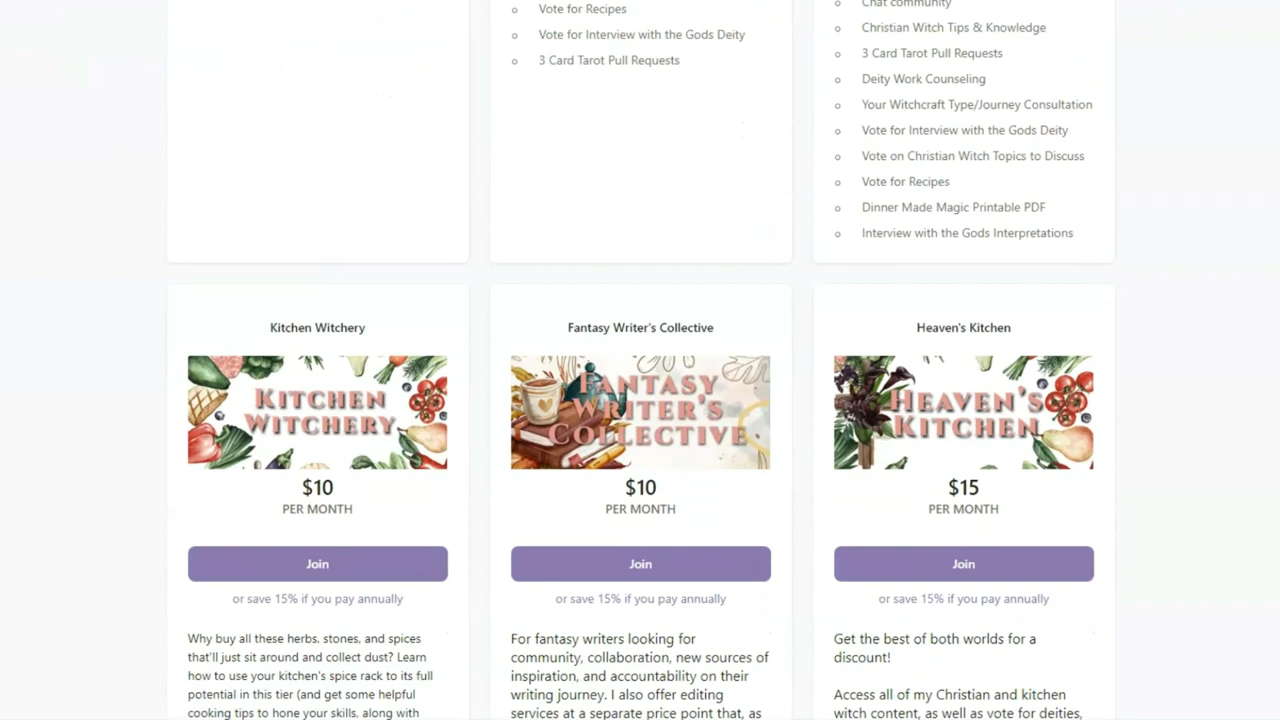 Vote for Recipes
Vote for Interview with the Gods Deity
3 Card Tarot Pull Requests
Chat community
Christian Witch Tips & Knowledge
3 Card Tarot Pull Requests
Deity Work Counseling
Your Witchcraft Type/Journey Consultation
Vote for Interview with the Gods Deity
Vote on Christian Witch Topics to Discuss
Vote for Recipes
Dinner Made Magic Printable PDF
Interview with the Gods Interpretations
Kitchen Witchery
KITCHEN
WITCHERY
$10
PER MONTH
Join
or save 15% if you pay annually
Why buy all these herbs, stones, and spices
that'll just sit around and collect dust? Learn
how to use your kitchen's spice rack to its full
potential in this tier (and get some helpful
cooking tips to hone your skills, along with
Fantasy Writer's Collective
FANTASY
WRITER'S
COLLECTIVE
$10
PER MONTH
Join
or save 15% if you pay annually
For fantasy writers looking for
community, collaboration, new sources of
inspiration, and accountability on their
writing journey. I also offer editing
services at a separate price point that, as
Heaven's Kitchen
HEAVEN'S
KITCHEN
$15
PER MONTH
Join
or save 15% if you pay annually
Get the best of both worlds for a
discount!
Access all of my Christian and kitchen
witch content, as well as vote for deities,